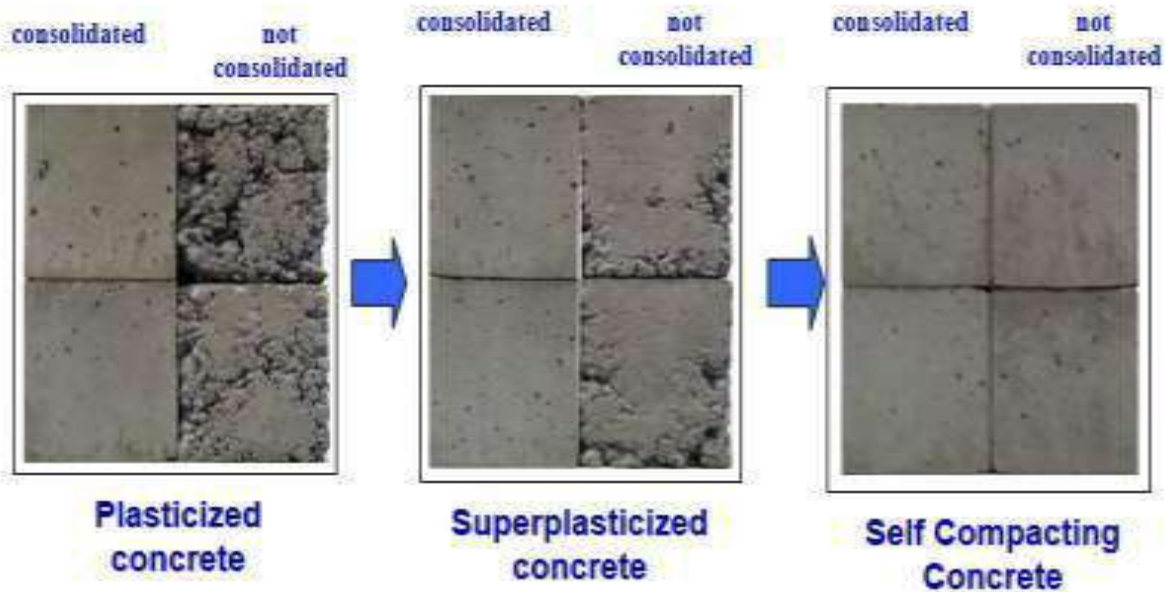 consolidated
not
consolidated
consolidated
not
consolidated
consolidated
not
consolidated
Plasticized
concrete
Superplasticized
concrete
Self Compacting
Concrete